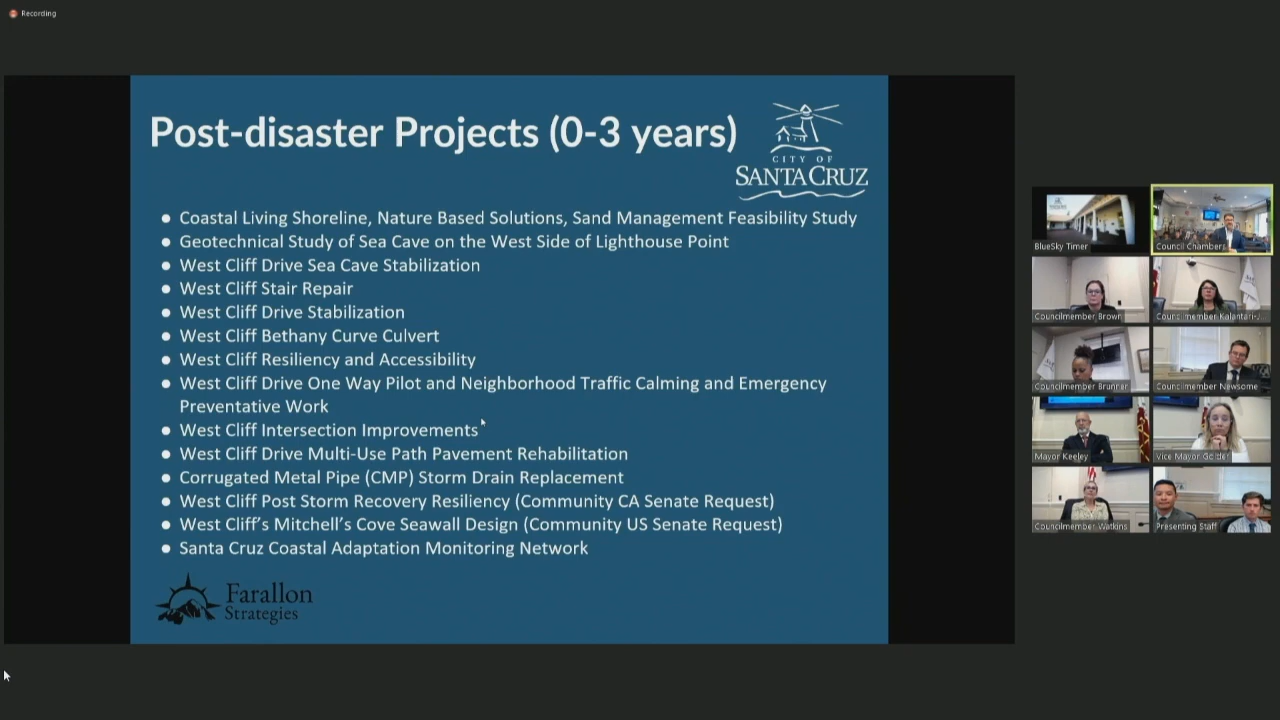 Recording
Post-disaster Projects (0-3 years)
CITY OF
SANTA CRUZ
● Coastal Living Shoreline, Nature Based Solutions, Sand Management Feasibility Study
● Geotechnical Study of Sea Cave on the West Side of Lighthouse Point
● West Cliff Drive Sea Cave Stabilization
● West Cliff Stair Repair
● West Cliff Drive Stabilization
● West Cliff Bethany Curve Culvert
● West Cliff Resiliency and Accessibility
● West Cliff Drive One Way Pilot and Neighborhood Traffic Calming and Emergency
Preventative Work
● West Cliff Intersection Improvements
● West Cliff Drive Multi-Use Path Pavement Rehabilitation
● Corrugated Metal Pipe (CMP) Storm Drain Replacement
● West Cliff Post Storm Recovery Resiliency (Community CA Senate Request)
● West Cliff's Mitchell's Cove Seawall Design (Community US Senate Request)
● Santa Cruz Coastal Adaptation Monitoring Network
Farallon
Strategies
BlueSky Timer
Council Chambers
Councilmember Brown
Councilmember Kalantari-J...
Councilmember Brunner
Councilmember Newsome
Mayor Keeley
Vice Mayor Golder
Councilmember Watkins
Presenting Staff